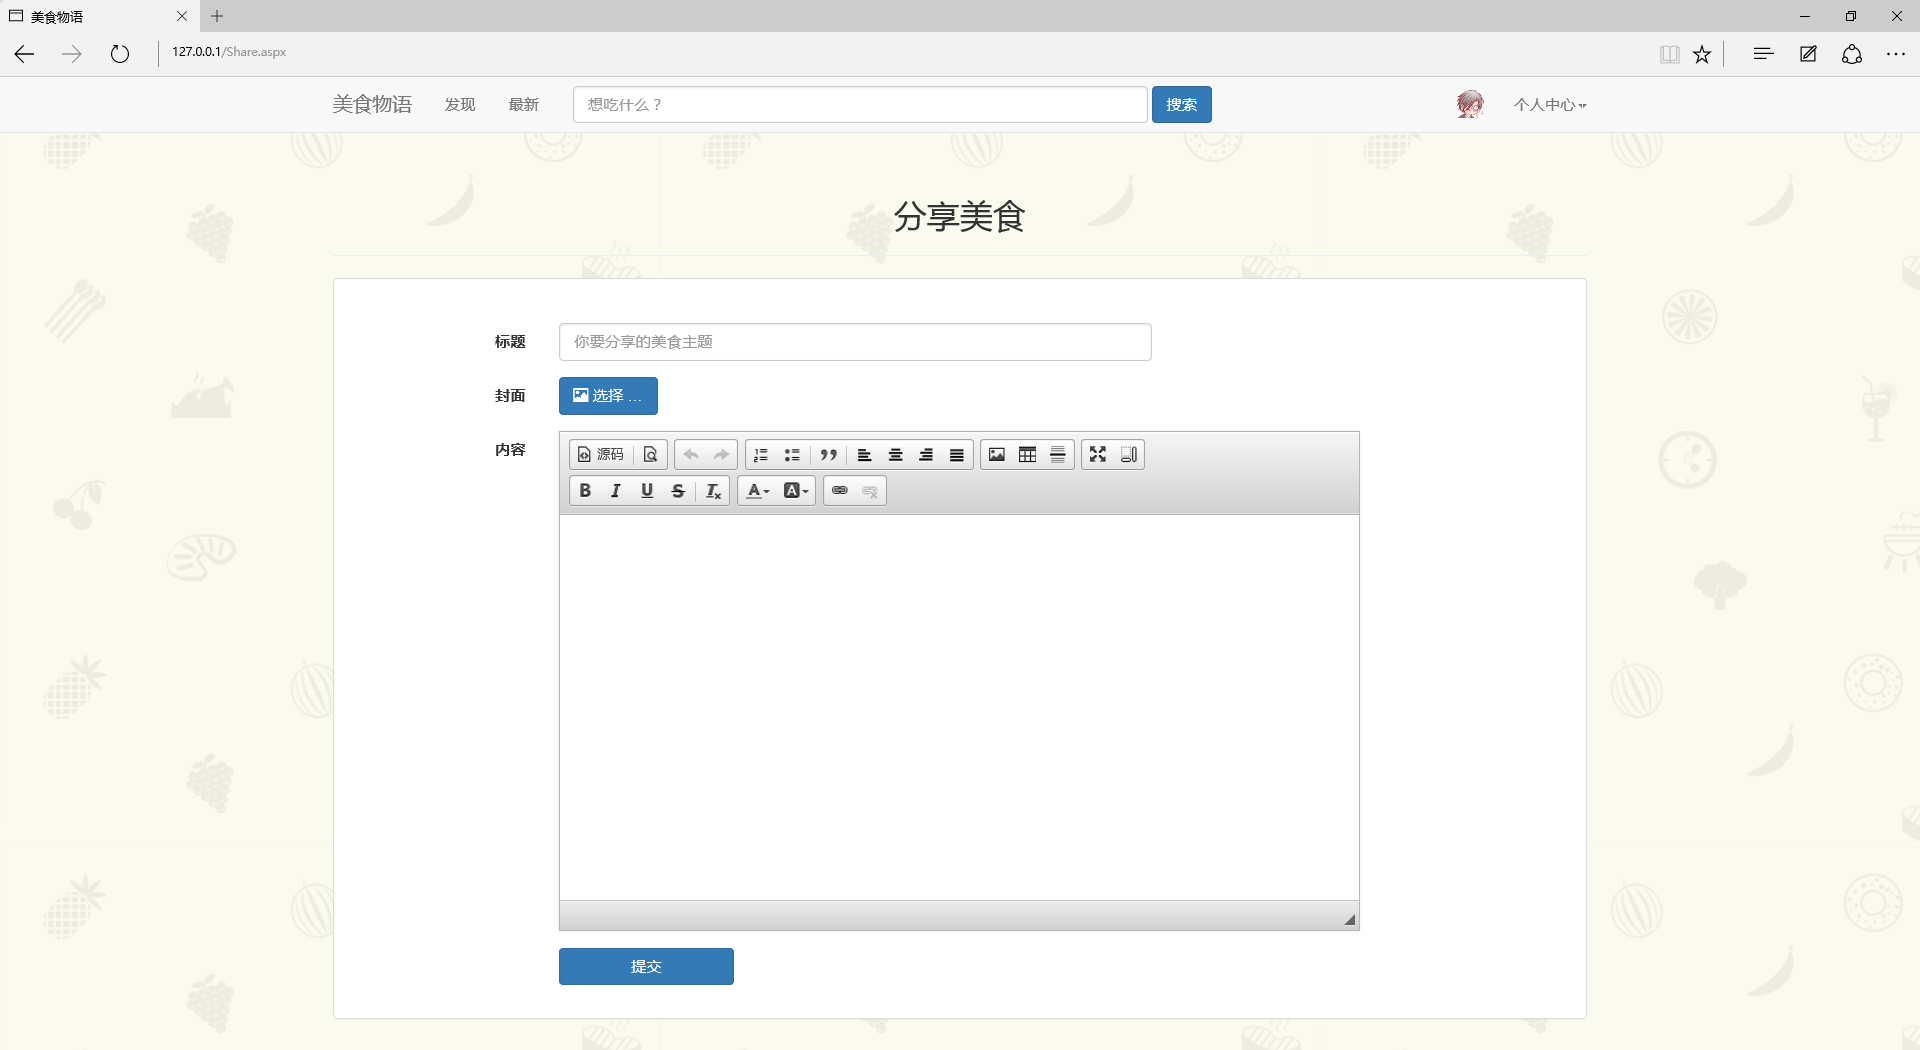 美食物语
127.0.0.1/Share.aspx
美食物语 发现 最新 想吃什么？ 搜索 个人中心
分享美食
标题 你要分享的美食主题
封面 选择 ...
内容 源码
提交